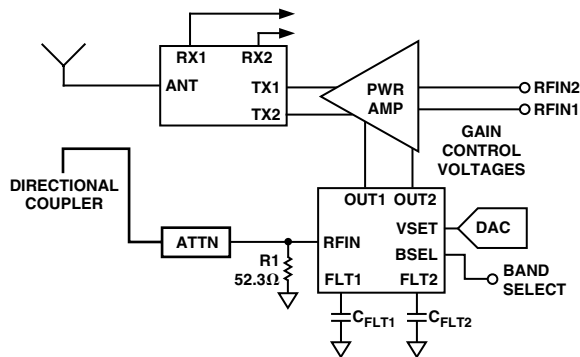 RX1
RX2
ANT
TX1
TX2
PWR
AMP
RFIN2
RFIN1
GAIN
CONTROL
VOLTAGES
DIRECTIONAL
COUPLER
ATTN
R1
52.3Ω
OUT1 OUT2
VSET
RFIN
BSEL
FLT1
FLT2
DAC
BAND
SELECT
CFLT1
CFLT2